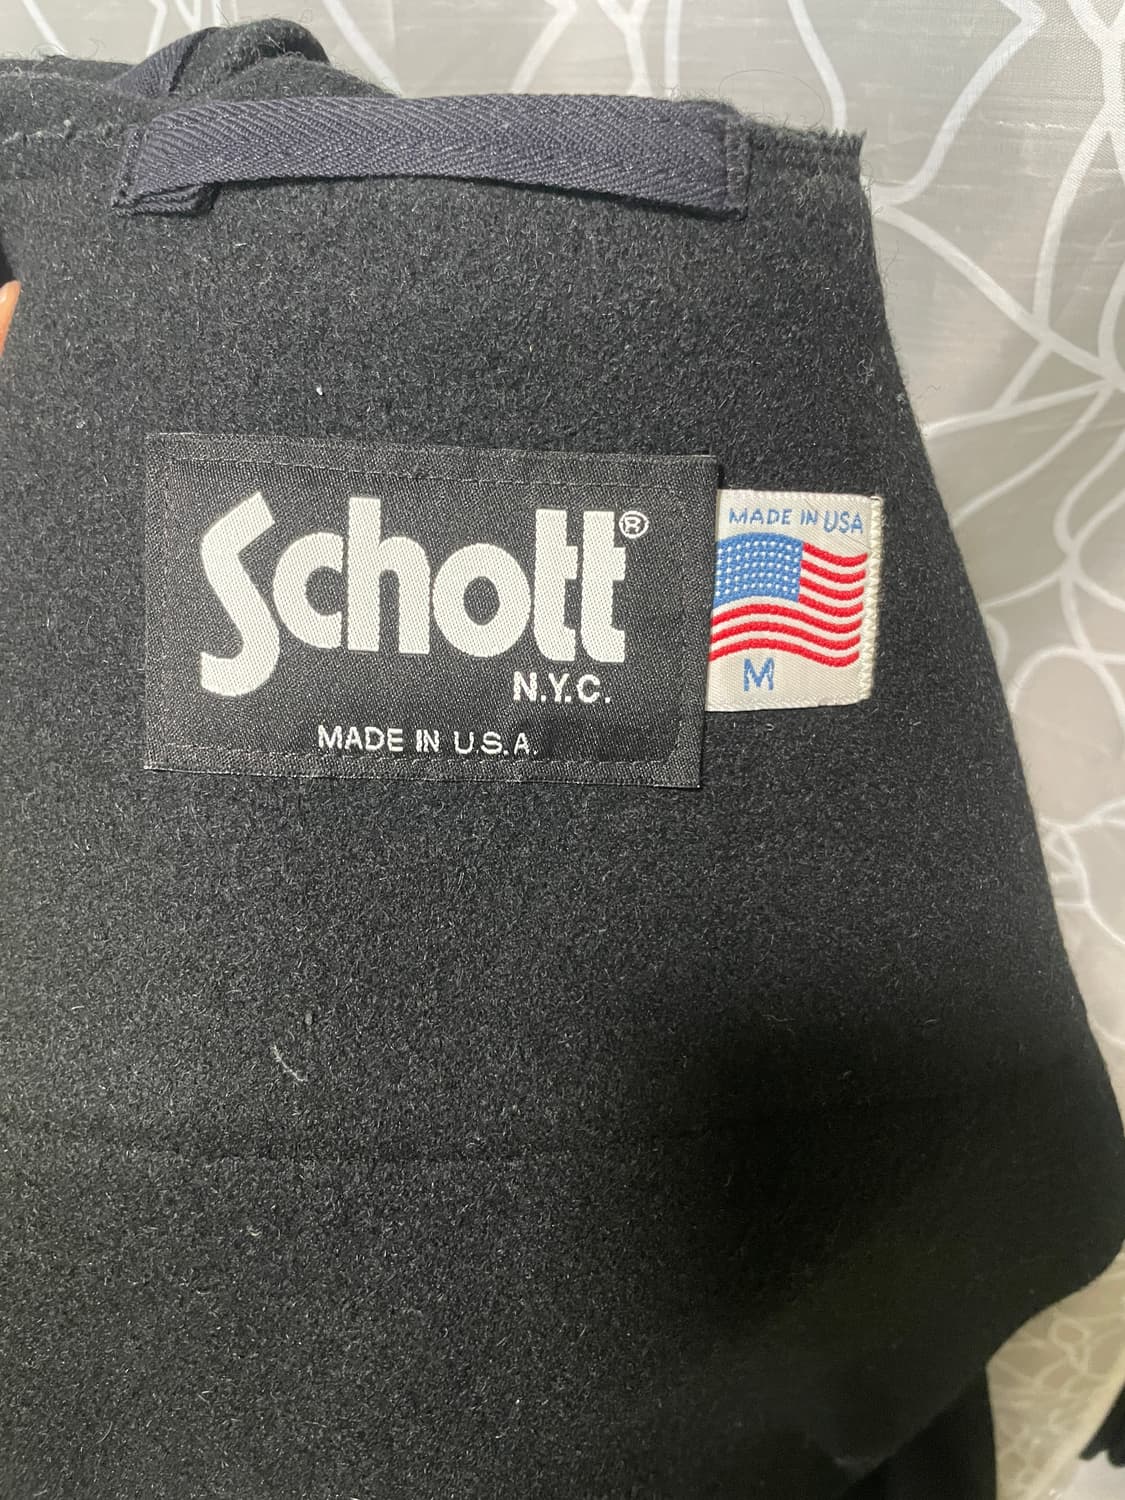 Schott®
N.Y.C.
MADE IN U.S.A.
MADE IN USA
M